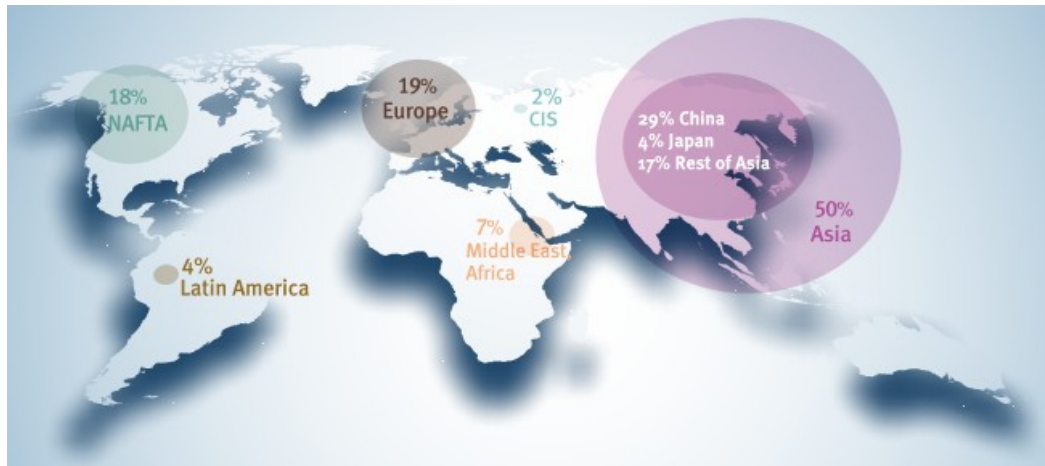 18%
NAFTA
19%
Europe
2%
CIS
29% China
4% Japan
17% Rest of Asia
50%
Asia
7%
Middle East,
Africa
4%
Latin America